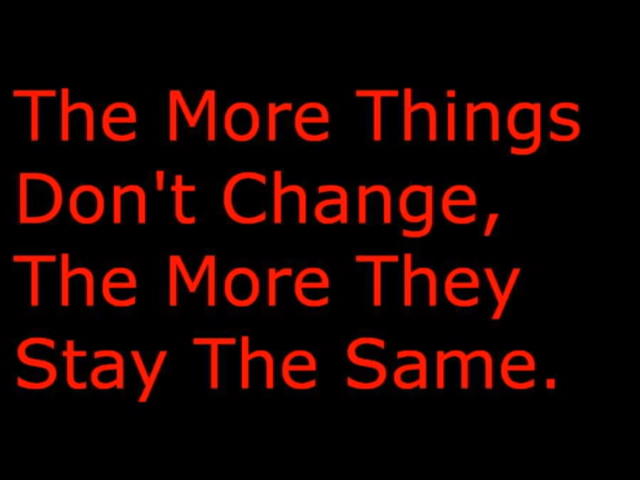 The More Things
Don't Change,
The More They
Stay The Same.